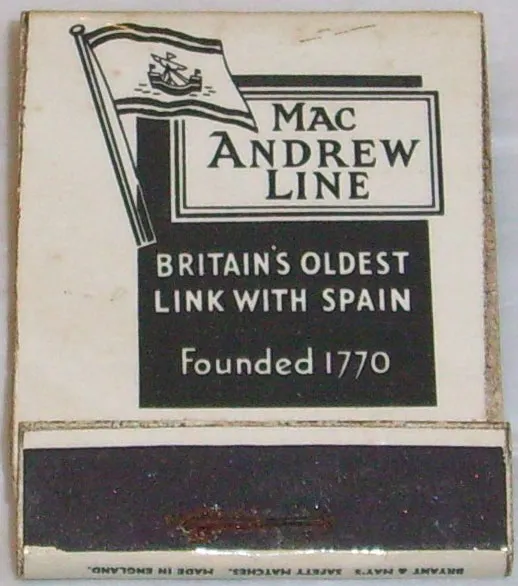 MAC
ANDREW
LINE
BRITAIN'S OLDEST
LINK WITH SPAIN
Founded 1770
BRYANT & MAY'S SAFETY MATCHES. MADE IN ENGLAND.